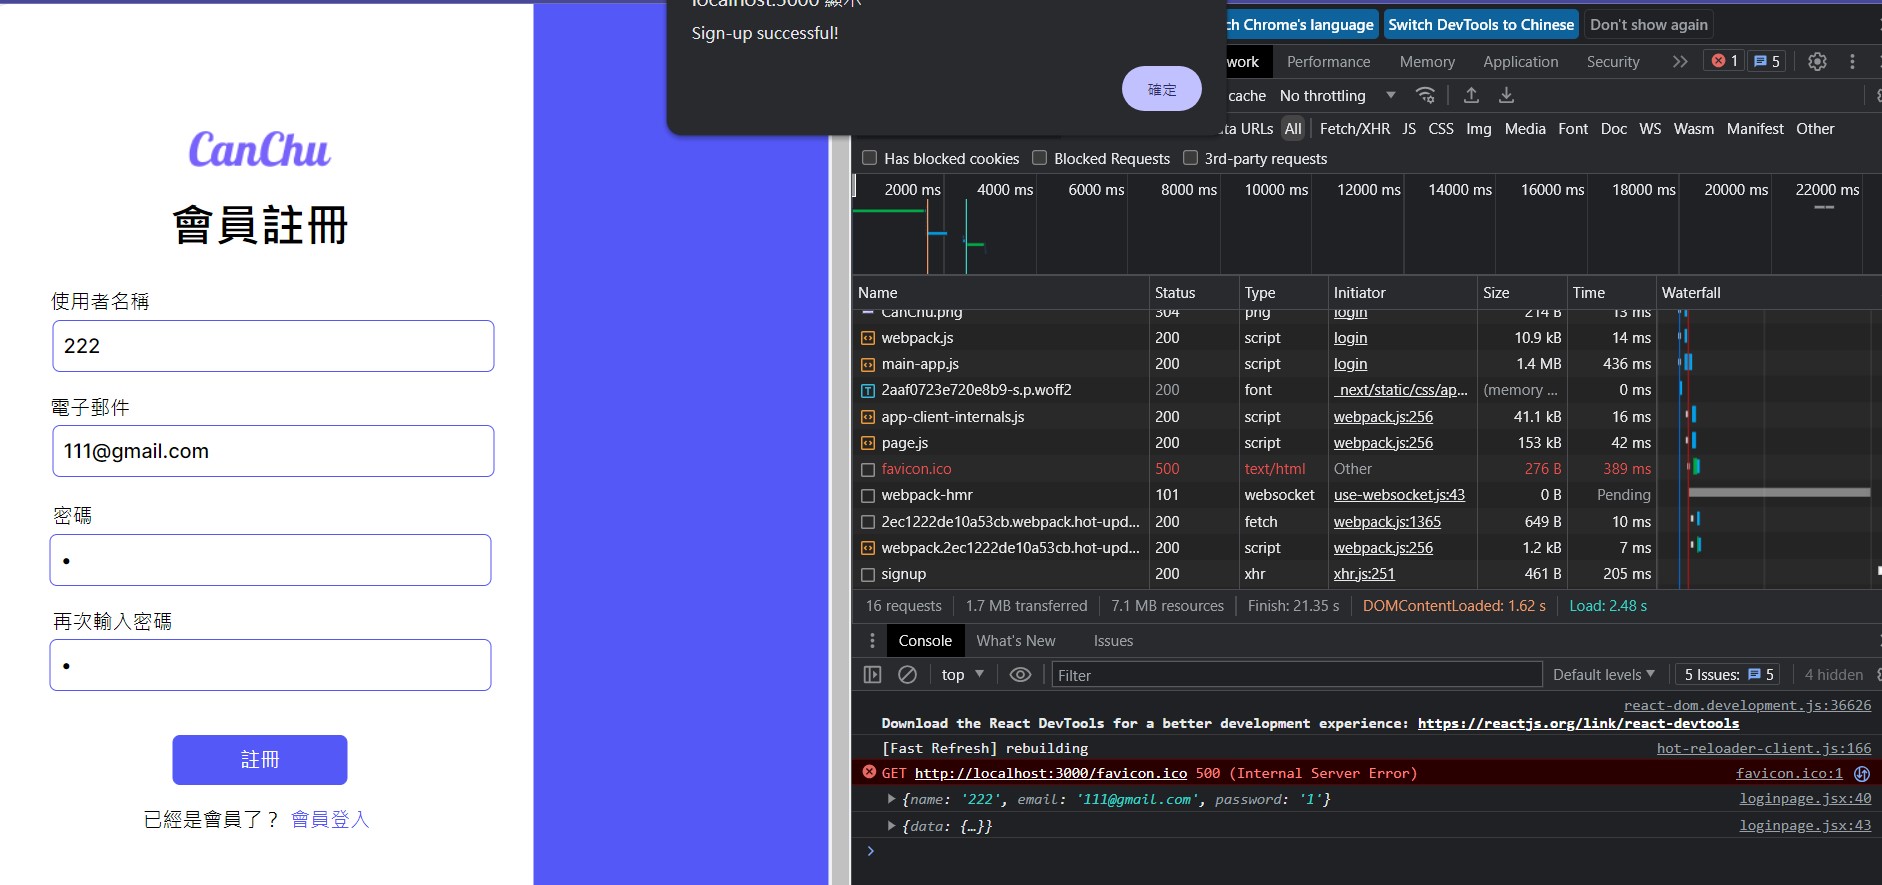 localhost:3000 顯示
Sign-up successful!
確定
CanChu
會員註冊
使用者名稱
222
電子郵件
111@gmail.com
密碼
•
再次輸入密碼
•
註冊
已經是會員了？ 會員登入
ch Chrome's language Switch DevTools to Chinese Don't show again
work Performance Memory Application Security 1 5
cache No throttling
ta URLs All Fetch/XHR JS CSS Img Media Font Doc WS Wasm Manifest Other
Has blocked cookies Blocked Requests 3rd-party requests
2000 ms 4000 ms 6000 ms 8000 ms 10000 ms 12000 ms 14000 ms 16000 ms 18000 ms 20000 ms 22000 ms
Name Status Type Initiator Size Time Waterfall
CanChu.png 304 png login 214 B 13 ms
webpack.js 200 script login 10.9 kB 14 ms
main-app.js 200 script login 1.4 MB 436 ms
2aaf0723e720e8b9-s.p.woff2 200 font _next/static/css/ap... (memory ... 0 ms
app-client-internals.js 200 script webpack.js:256 41.1 kB 16 ms
page.js 200 script webpack.js:256 153 kB 42 ms
favicon.ico 500 text/html Other 276 B 389 ms
webpack-hmr 101 websocket use-websocket.js:43 0 B Pending
2ec1222de10a53cb.webpack.hot-upd... 200 fetch webpack.js:1365 649 B 10 ms
webpack.2ec1222de10a53cb.hot-upd... 200 script webpack.js:256 1.2 kB 7 ms
signup 200 xhr xhr.js:251 461 B 205 ms
16 requests 1.7 MB transferred 7.1 MB resources Finish: 21.35 s DOMContentLoaded: 1.62 s Load: 2.48 s
Console What's New Issues
top Filter Default levels 5 Issues: 5 4 hidden
react-dom.development.js:36626
Download the React DevTools for a better development experience: https://reactjs.org/link/react-devtools
[Fast Refresh] rebuilding hot-reloader-client.js:166
GET http://localhost:3000/favicon.ico 500 (Internal Server Error) favicon.ico:1
{name: '222', email: '111@gmail.com', password: '1'} loginpage.jsx:40
{data: {…}} loginpage.jsx:43